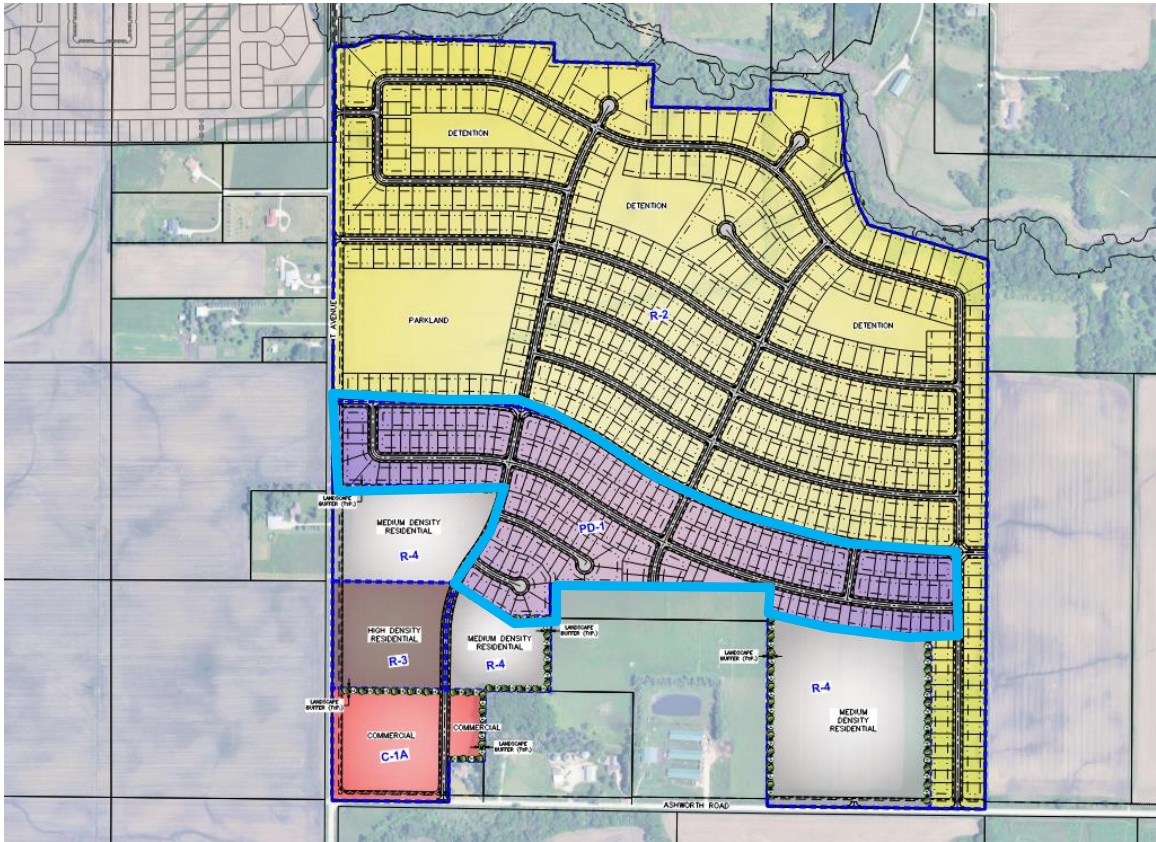 DETENTION
DETENTION
T AVENUE
PARKLAND
R-2
DETENTION
LANDSCAPE
BUFFER (TYP.)
MEDIUM DENSITY
RESIDENTIAL
R-4
PD-1
HIGH DENSITY
RESIDENTIAL
R-3
MEDIUM DENSITY
RESIDENTIAL
R-4
LANDSCAPE
BUFFER (TYP.)
LANDSCAPE
BUFFER (TYP.)
R-4
MEDIUM
DENSITY
RESIDENTIAL
LANDSCAPE
BUFFER (TYP.)
COMMERCIAL
C-1A
COMMERCIAL
LANDSCAPE
BUFFER (TYP.)
ASHWORTH ROAD